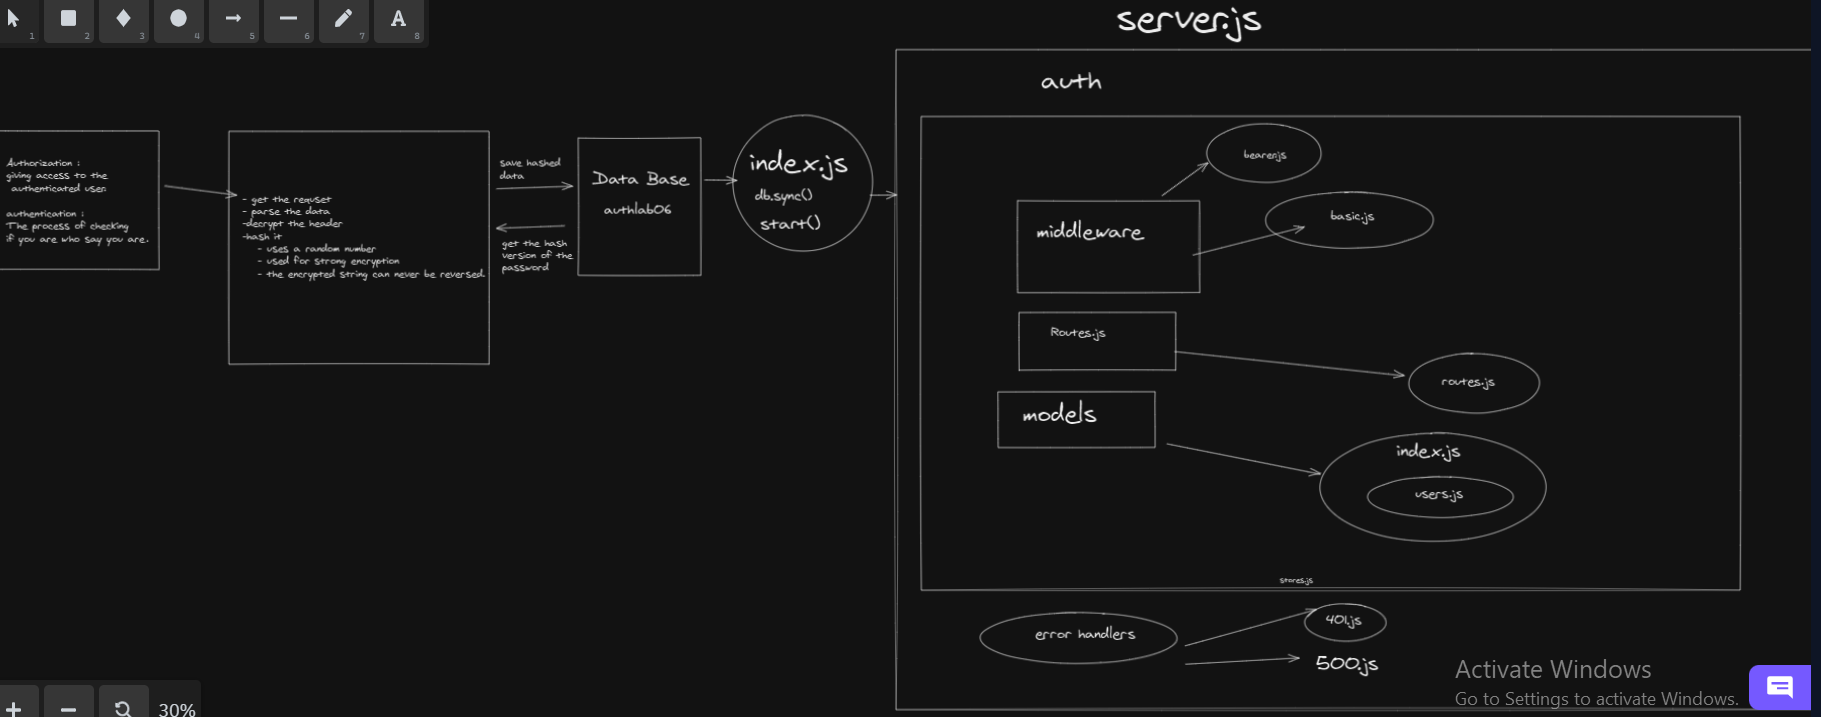 1
2
3
4
5
6
7
A
8
server.js
auth
Authorization :
giving access to the
authenticated user.
authentication :
The process of checking
if you are who say you are.
- get the requset
- parse the data
-decrypt the header
-hash it
- uses a random number
- used for strong encryption
- the encrypted string can never be reversed.
save hashed
data
get the hash
version of the
password
Data Base
authlab06
index.js
db.sync()
start()
bearer.js
basic.js
middleware
Routes.js
routes.js
models
index.js
users.js
stores.js
error handlers
401.js
500.js
30%
Activate Windows
Go to Settings to activate Windows.